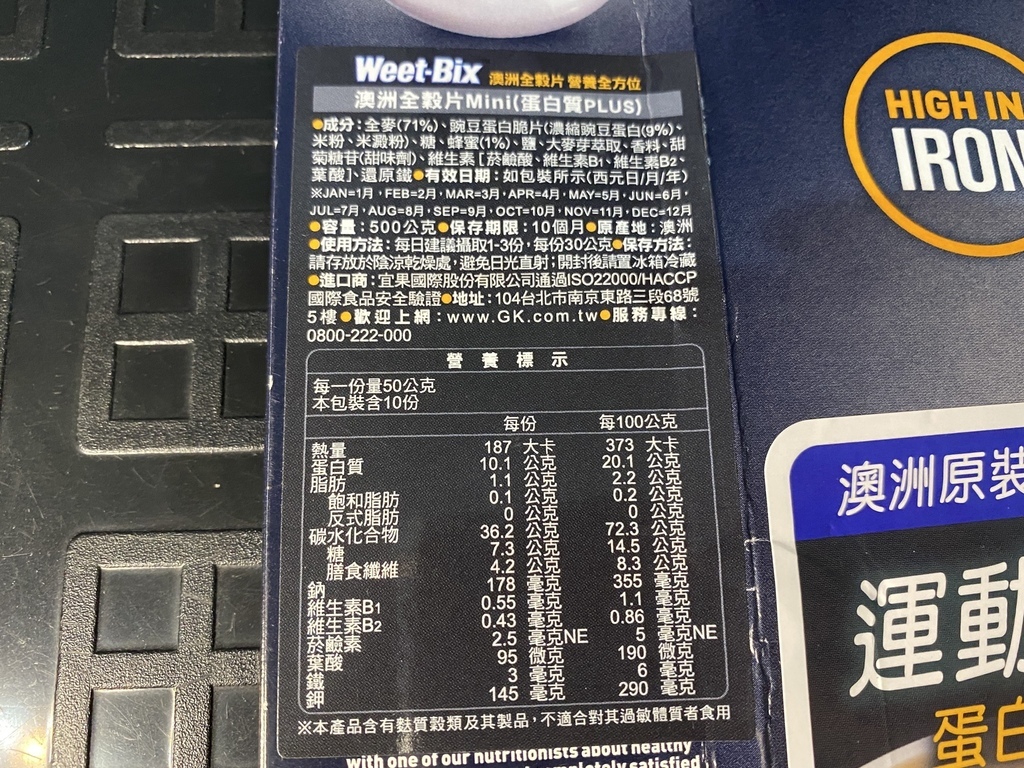 Weet-Bix 澳洲全穀片 營養全方位
澳洲全穀片Mini(蛋白質PLUS)
●成分:全麥(71%)、豌豆蛋白脆片(濃縮豌豆蛋白(9%)、
米粉、米澱粉)、糖、蜂蜜(1%)、鹽、大麥芽萃取、香料、甜
菊糖苷(甜味劑)、維生素[菸鹼酸、維生素B1、維生素B2、
葉酸]、還原鐵●有效日期:如包裝所示(西元日/月/年)
※JAN=1月,FEB=2月,MAR=3月,APR=4月,MAY=5月,JUN=6月,
JUL=7月,AUG=8月,SEP=9月,OCT=10月,NOV=11月,DEC=12月
●容量:500公克●保存期限:10個月●原產地:澳洲
●使用方法:每日建議攝取1-3份,每份30公克●保存方法:
請存放於陰涼乾燥處,避免日光直射;開封後請置冰箱冷藏
●進口商:宜果國際股份有限公司通過ISO22000/HACCP
國際食品安全驗證●地址:104台北市南京東路三段68號
5樓●歡迎上網:www.GK.com.tw●服務專線:
0800-222-000
營養標示
每一份量50公克
本包裝含10份
每份 每100公克
熱量 187 大卡 373 大卡
蛋白質 10.1 公克 20.1 公克
脂肪 1.1 公克 2.2 公克
飽和脂肪 0.1 公克 0.2 公克
反式脂肪 0 公克 0 公克
碳水化合物 36.2 公克 72.3 公克
糖 7.3 公克 14.5 公克
膳食纖維 4.2 公克 8.3 公克
鈉 178 毫克 355 毫克
維生素B1 0.55 毫克 1.1 毫克
維生素B2 0.43 毫克 0.86 毫克
菸鹼素 2.5 毫克NE 5 毫克NE
葉酸 95 微克 190 微克
鐵 3 毫克 6 毫克
鉀 145 毫克 290 毫克
※本產品含有麩質穀類及其製品,不適合對其過敏體質者食用
with one of our nutritionists about healthy
completely satisfied
HIGH IN
IRON
澳洲原裝
運動
蛋白